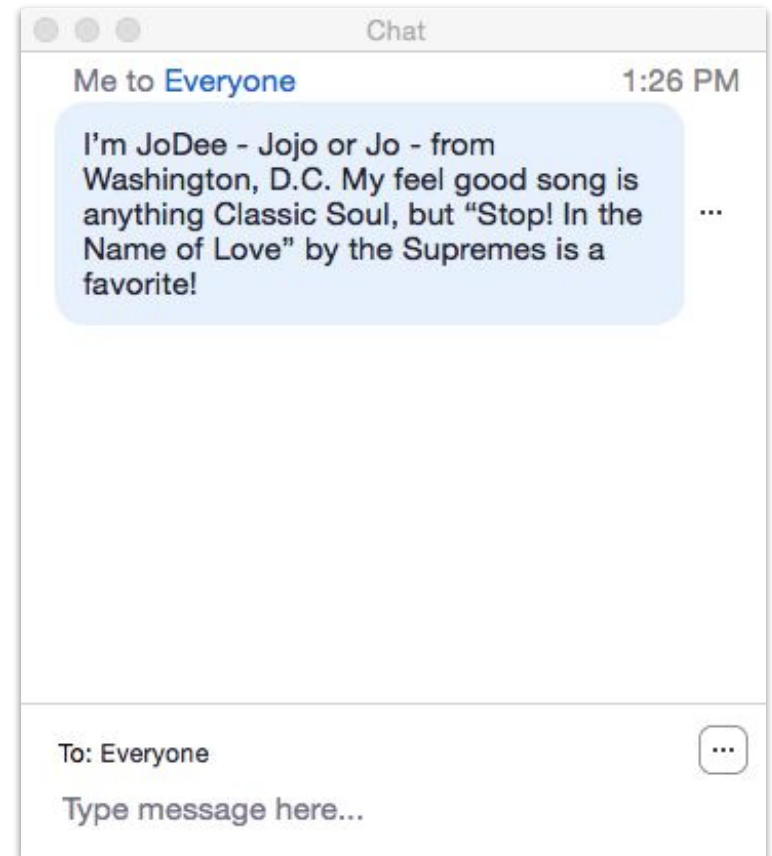 Chat
Me to Everyone 1:26 PM
I’m JoDee - Jojo or Jo - from
Washington, D.C. My feel good song is
anything Classic Soul, but “Stop! In the
Name of Love” by the Supremes is a
favorite!
...
To: Everyone
...
Type message here...